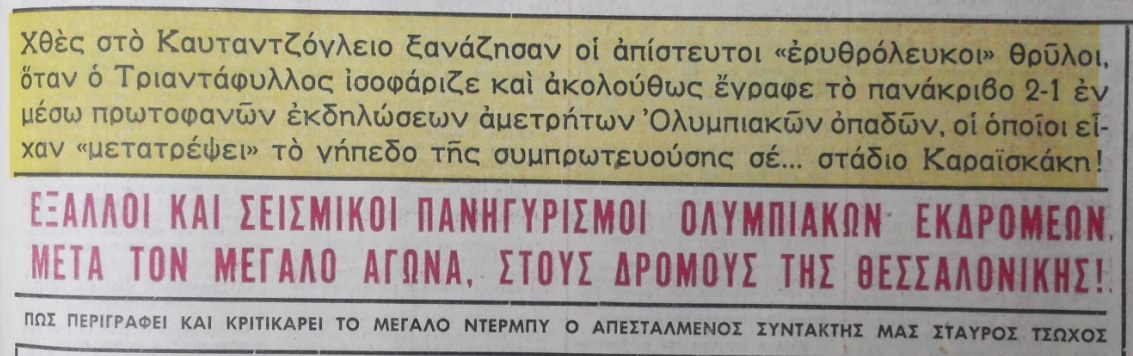 Χθὲς στὸ Καυταντζόγλειο ξανάζησαν οἱ ἀπίστευτοι «ἐρυθρόλευκοι» θρῦλοι,
ὅταν ὁ Τριαντάφυλλος ἰσοφάριζε καὶ ἀκολούθως ἔγραφε τὸ πανάκριβο 2-1 ἐν
μέσω πρωτοφανῶν ἐκδηλώσεων ἀμετρήτων Ὀλυμπιακῶν ὀπαδῶν, οἱ ὁποῖοι εἶ-
χαν «μετατρέψει» τὸ γήπεδο τῆς συμπρωτευούσης σέ... στάδιο Καραϊσκάκη!
ΕΞΑΛΛΟΙ ΚΑΙ ΣΕΙΣΜΙΚΟΙ ΠΑΝΗΓΥΡΙΣΜΟΙ ΟΛΥΜΠΙΑΚΩΝ ΕΚΔΡΟΜΕΩΝ,
ΜΕΤΑ ΤΟΝ ΜΕΓΑΛΟ ΑΓΩΝΑ, ΣΤΟΥΣ ΔΡΟΜΟΥΣ ΤΗΣ ΘΕΣΣΑΛΟΝΙΚΗΣ!
ΠΩΣ ΠΕΡΙΓΡΑΦΕΙ ΚΑΙ ΚΡΙΤΙΚΑΡΕΙ ΤΟ ΜΕΓΑΛΟ ΝΤΕΡΜΠΥ Ο ΑΠΕΣΤΑΛΜΕΝΟΣ ΣΥΝΤΑΚΤΗΣ ΜΑΣ ΣΤΑΥΡΟΣ ΤΣΩΧΟΣ